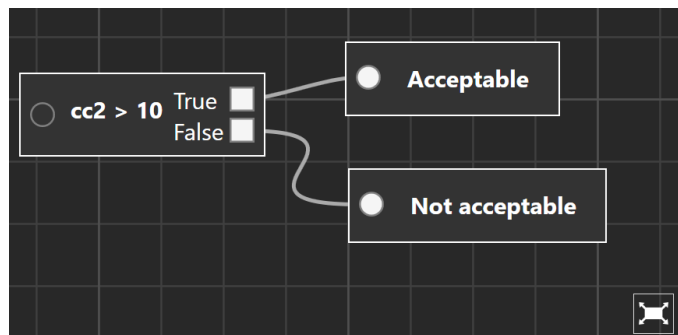 cc2 > 10
True
False
Acceptable
Not acceptable